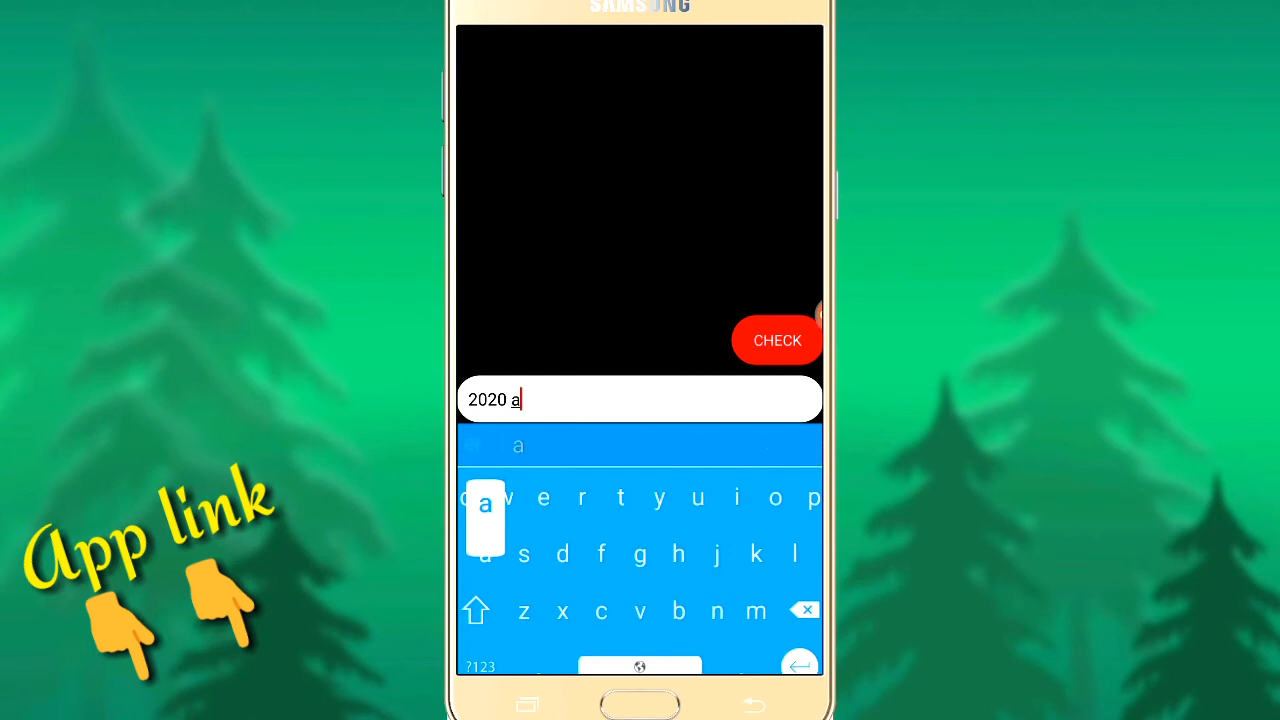 SAMSUNG
CHECK
2020 a
a
w e r t y u i o p
a
a s d f g h j k l
z x c v b n m
?123
App link